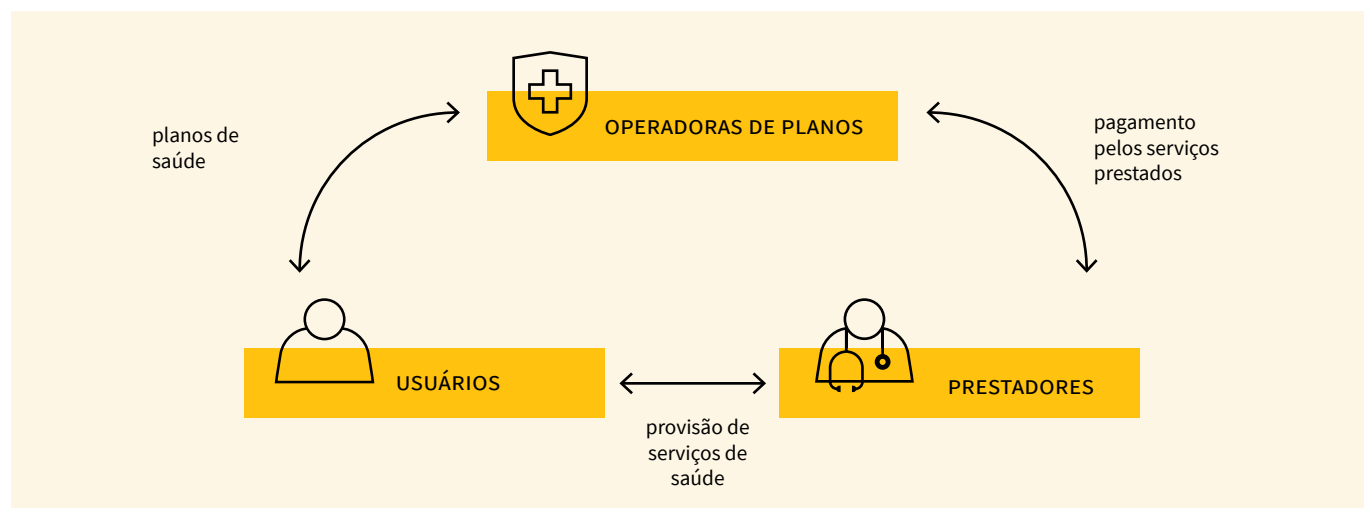 OPERADORAS DE PLANOS
planos de
saúde
pagamento
pelos serviços
prestados
USUÁRIOS
PRESTADORES
provisão de
serviços de
saúde